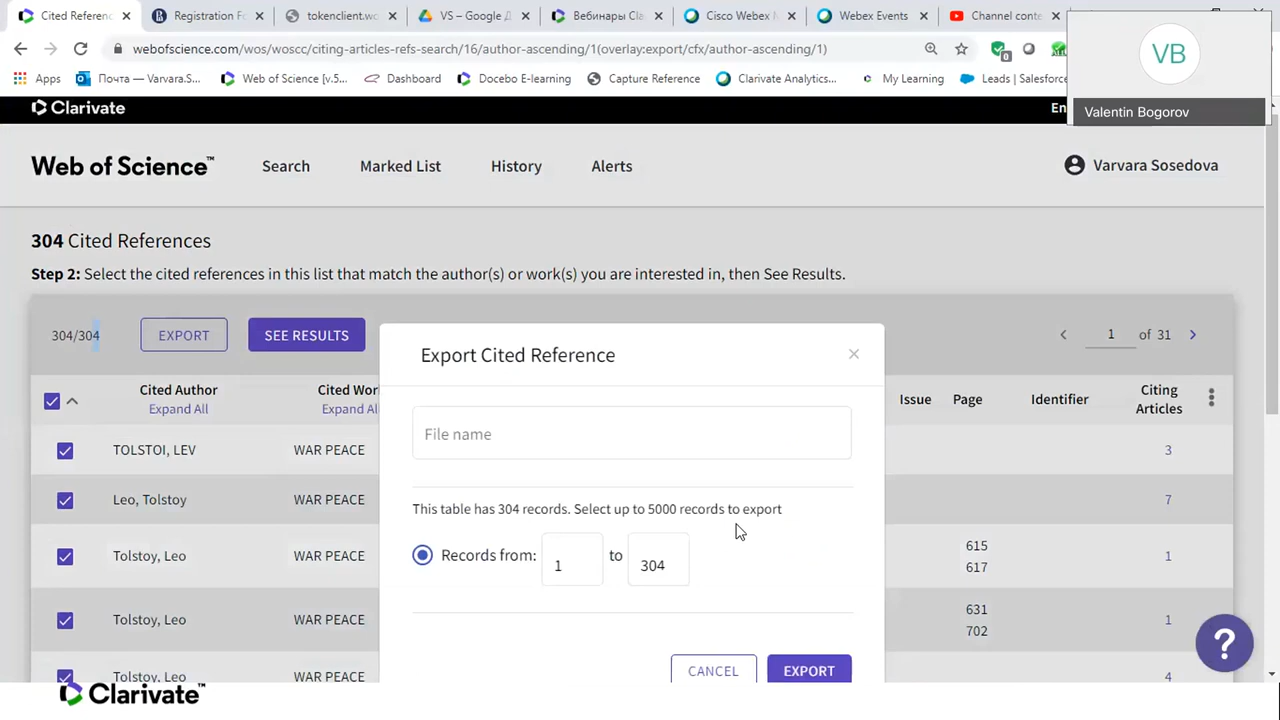 Cited Referenc
Registration Fo
tokenclient.wo
VS – Google Д
Вебинары Cla
Cisco Webex M
Webex Events
Channel conte
webofscience.com/wos/woscc/citing-articles-refs-search/16/author-ascending/1(overlay:export/cfx/author-ascending/1)
0
Apps
Почта — Varvara.S...
Web of Science [v.5...
Dashboard
Docebo E-learning
Capture Reference
Clarivate Analytics...
My Learning
Leads | Salesforce
VB
Valentin Bogorov
Clarivate
En
Web of Science™
Search
Marked List
History
Alerts
Varvara Sosedova
304 Cited References
Step 2: Select the cited references in this list that match the author(s) or work(s) you are interested in, then See Results.
304/304
EXPORT
SEE RESULTS
1 of 31
Cited Author
Expand All
Cited Wor
Expand All
Issue
Page
Identifier
Citing
Articles
TOLSTOI, LEV
WAR PEACE
3
Leo, Tolstoy
WAR PEACE
7
Tolstoy, Leo
WAR PEACE
615
617
1
Tolstoy, Leo
WAR PEACE
631
702
1
Tolstoy, Leo
WAR PEACE
4
Export Cited Reference
×
File name
This table has 304 records. Select up to 5000 records to export
Records from: 1 to 304
CANCEL
EXPORT
?
Clarivate™